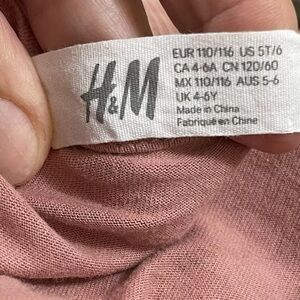 H&M
EUR 110/116 US 5T/6
CA 4-6A CN 120/60
MX 110/116 AUS 5-6
UK 4-6Y
Made in China
Fabriqué en Chine